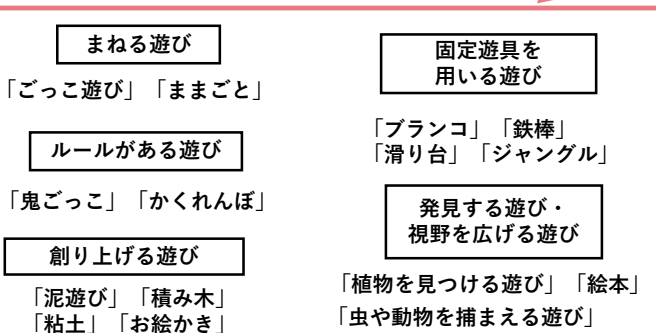 まねる遊び
「ごっこ遊び」「ままごと」
ルールがある遊び
「鬼ごっこ」「かくれんぼ」
創り上げる遊び
「泥遊び」「積み木」
「粘土」「お絵かき」
固定遊具を
用いる遊び
「ブランコ」「鉄棒」
「滑り台」「ジャングル」
発見する遊び・
視野を広げる遊び
「植物を見つける遊び」「絵本」
「虫や動物を捕まえる遊び」